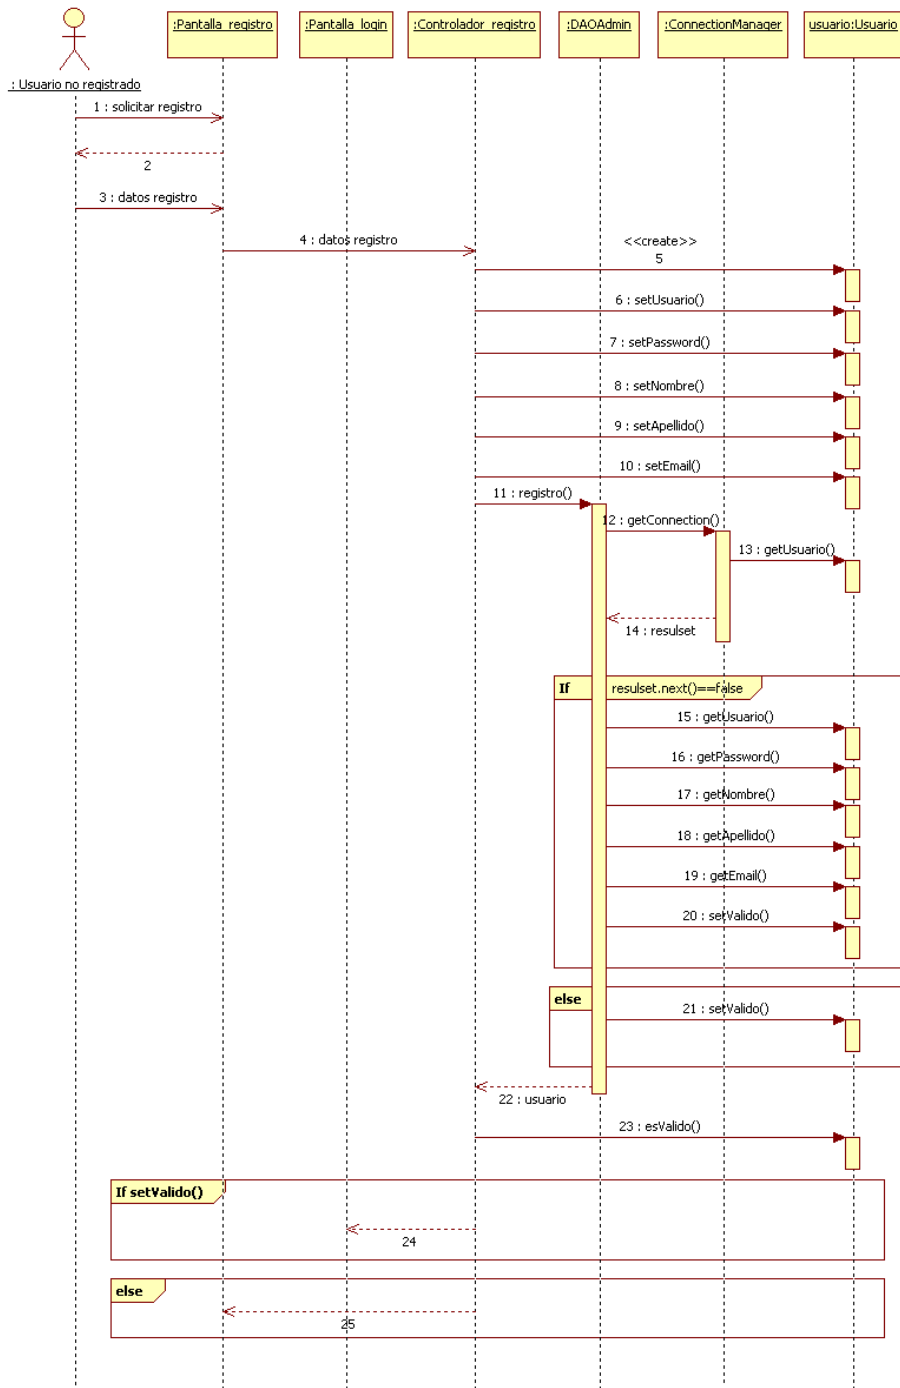 :Pantalla_registro
:Pantalla_login
:Controlador_registro
:DAOAdmin
:ConnectionManager
usuario:Usuario
: Usuario no registrado
1 : solicitar registro
2
3 : datos registro
4 : datos registro
<<create>>
5
6 : setUsuario()
7 : setPassword()
8 : setNombre()
9 : setApellido()
10 : setEmail()
11 : registro()
12 : getConnection()
13 : getUsuario()
14 : resulset
If
resulset.next()==false
15 : getUsuario()
16 : getPassword()
17 : getNombre()
18 : getApellido()
19 : getEmail()
20 : setValido()
else
21 : setValido()
22 : usuario
23 : esValido()
If setValido()
24
else
25